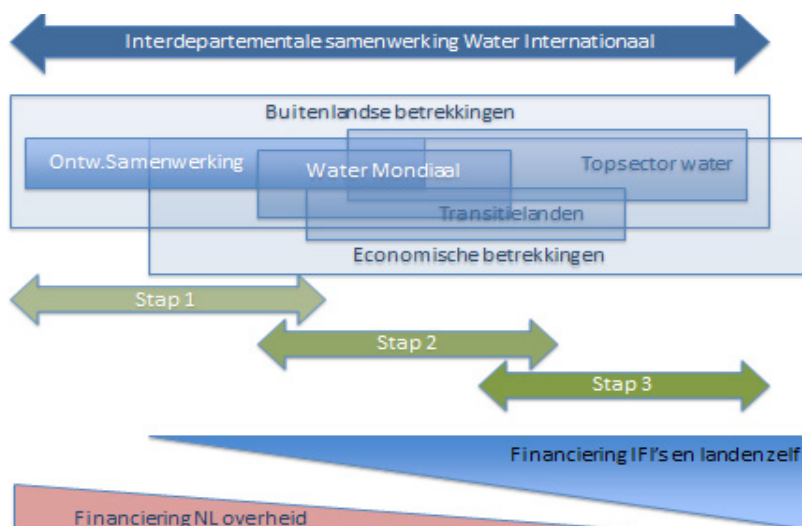 Interdepartementale samenwerking Water Internationaal
Buitenlandse betrekkingen
Ontw.Samenwerking
Water Mondiaal
Topsector water
Transitielanden
Economische betrekkingen
Stap 1
Stap 2
Stap 3
Financiering IFI's en landen zelf
Financiering NL overheid